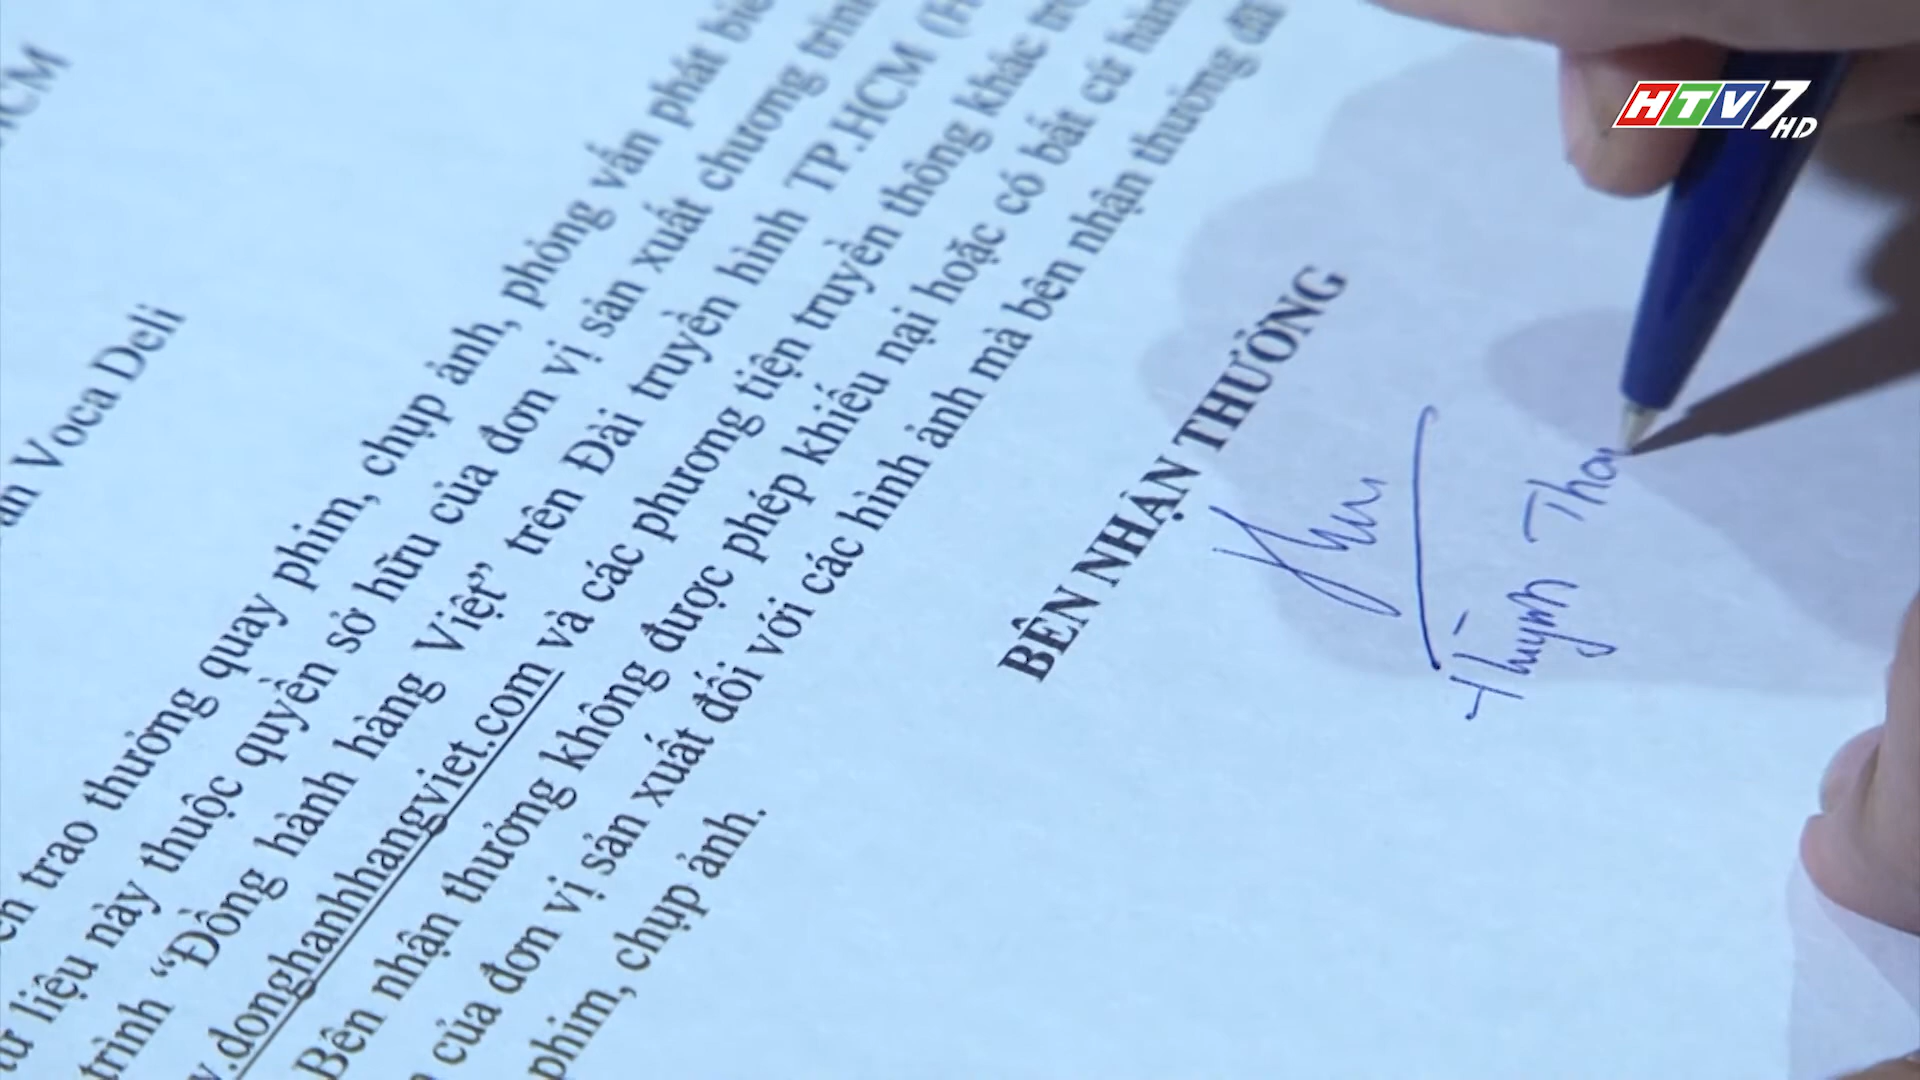 HTV7 HD
HCM
Voca Deli
trao thưởng quay phim, chụp ảnh, phỏng vấn phát
liệu này thuộc quyền sở hữu của đơn vị sản xuất chương trình
trình “Đồng hành hàng Việt” trên Đài truyền hình TP.HCM (H
.donghanhhangviet.com và các phương tiện truyền thông khác
Bên nhận thưởng không được phép khiếu nại hoặc có bất cứ
của đơn vị sản xuất đối với các hình ảnh mà bên nhận thưởng đã
phim, chụp ảnh.
BÊN NHẬN THƯỞNG
Huỳnh Tho